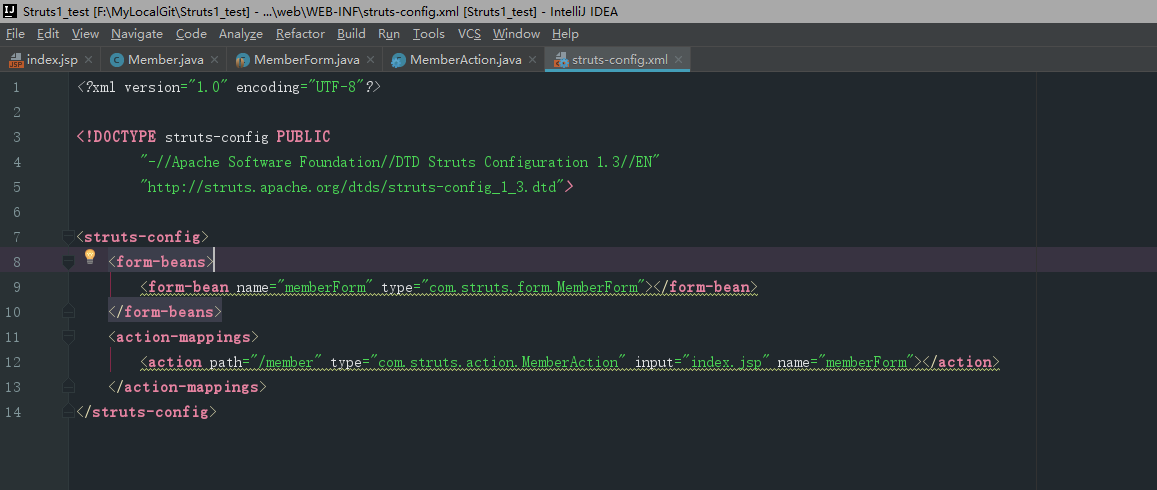 Struts1_test [F:\MyLocalGit\Struts1_test] - ...\web\WEB-INF\struts-config.xml [Struts1_test] - IntelliJ IDEA
File Edit View Navigate Code Analyze Refactor Build Run Tools VCS Window Help
index.jsp Member.java MemberForm.java MemberAction.java struts-config.xml
1 <?xml version="1.0" encoding="UTF-8"?>
2
3 <!DOCTYPE struts-config PUBLIC
4 "-//Apache Software Foundation//DTD Struts Configuration 1.3//EN"
5 "http://struts.apache.org/dtds/struts-config_1_3.dtd">
6
7 <struts-config>
8 <form-beans>
9 <form-bean name="memberForm" type="com.struts.form.MemberForm"></form-bean>
10 </form-beans>
11 <action-mappings>
12 <action path="/member" type="com.struts.action.MemberAction" input="index.jsp" name="memberForm"></action>
13 </action-mappings>
14 </struts-config>